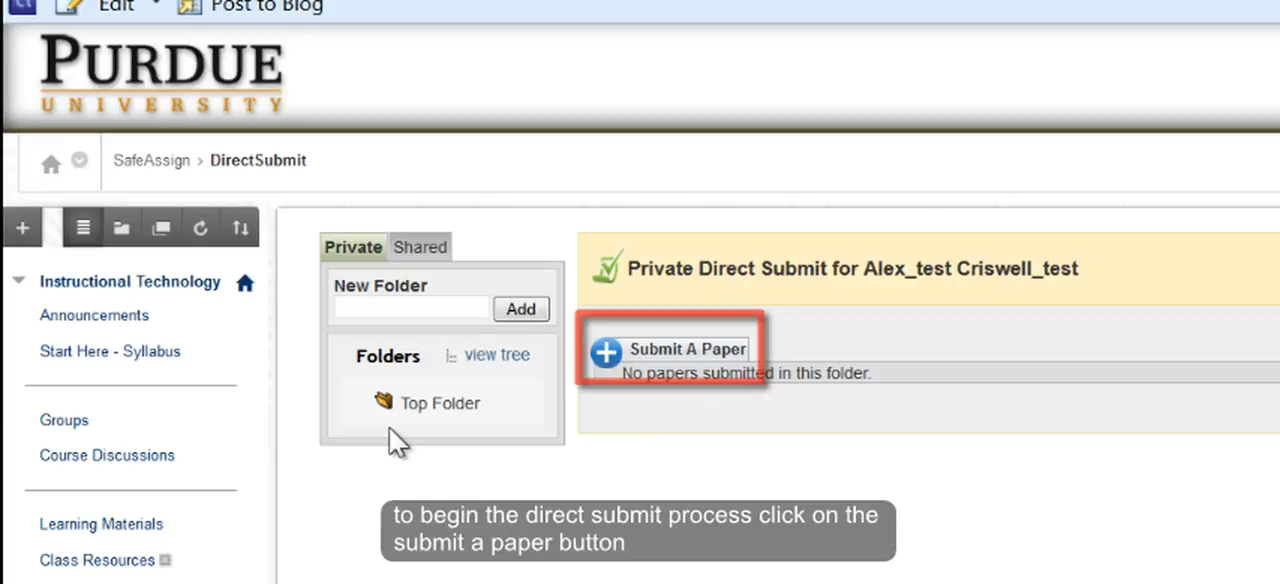 Edit
Post to Blog
PURDUE
UNIVERSITY
SafeAssign > DirectSubmit
Instructional Technology
Announcements
Start Here - Syllabus
Groups
Course Discussions
Learning Materials
Class Resources
Private Shared
New Folder
Add
Folders view tree
Top Folder
Private Direct Submit for Alex_test Criswell_test
Submit A Paper
No papers submitted in this folder.
to begin the direct submit process click on the
submit a paper button